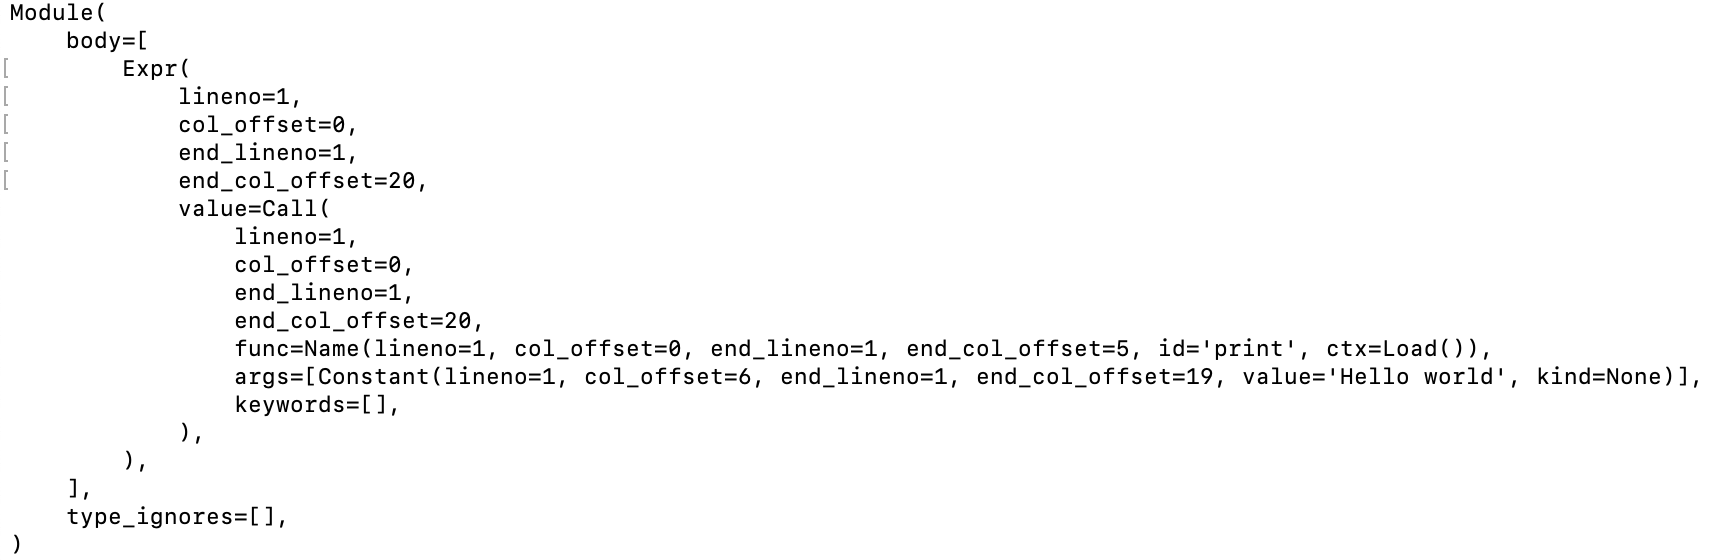 Module(
    body=[
[        Expr(
[            lineno=1,
[            col_offset=0,
[            end_lineno=1,
[            end_col_offset=20,
            value=Call(
                lineno=1,
                col_offset=0,
                end_lineno=1,
                end_col_offset=20,
                func=Name(lineno=1, col_offset=0, end_lineno=1, end_col_offset=5, id='print', ctx=Load()),
                args=[Constant(lineno=1, col_offset=6, end_lineno=1, end_col_offset=19, value='Hello world', kind=None)],
                keywords=[],
            ),
        ),
    ],
    type_ignores=[],
)